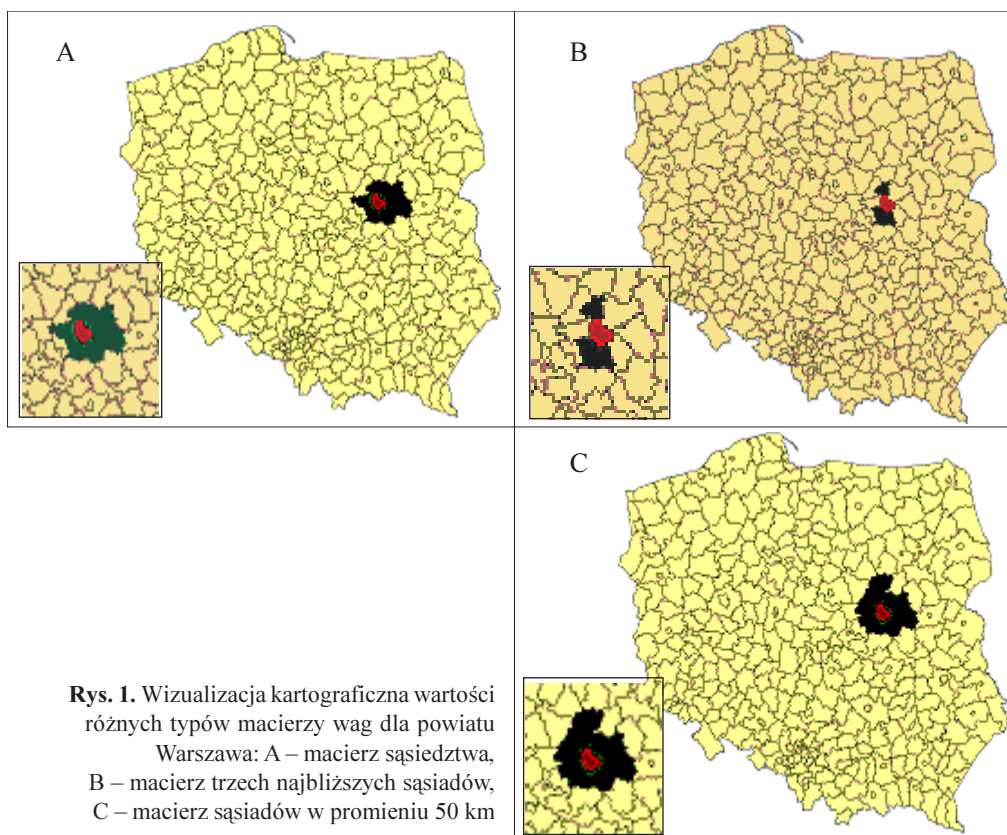 A
B
C
Rys. 1. Wizualizacja kartograficzna wartości
różnych typów macierzy wag dla powiatu
Warszawa: A – macierz sąsiedztwa,
B – macierz trzech najbliższych sąsiadów,
C – macierz sąsiadów w promieniu 50 km